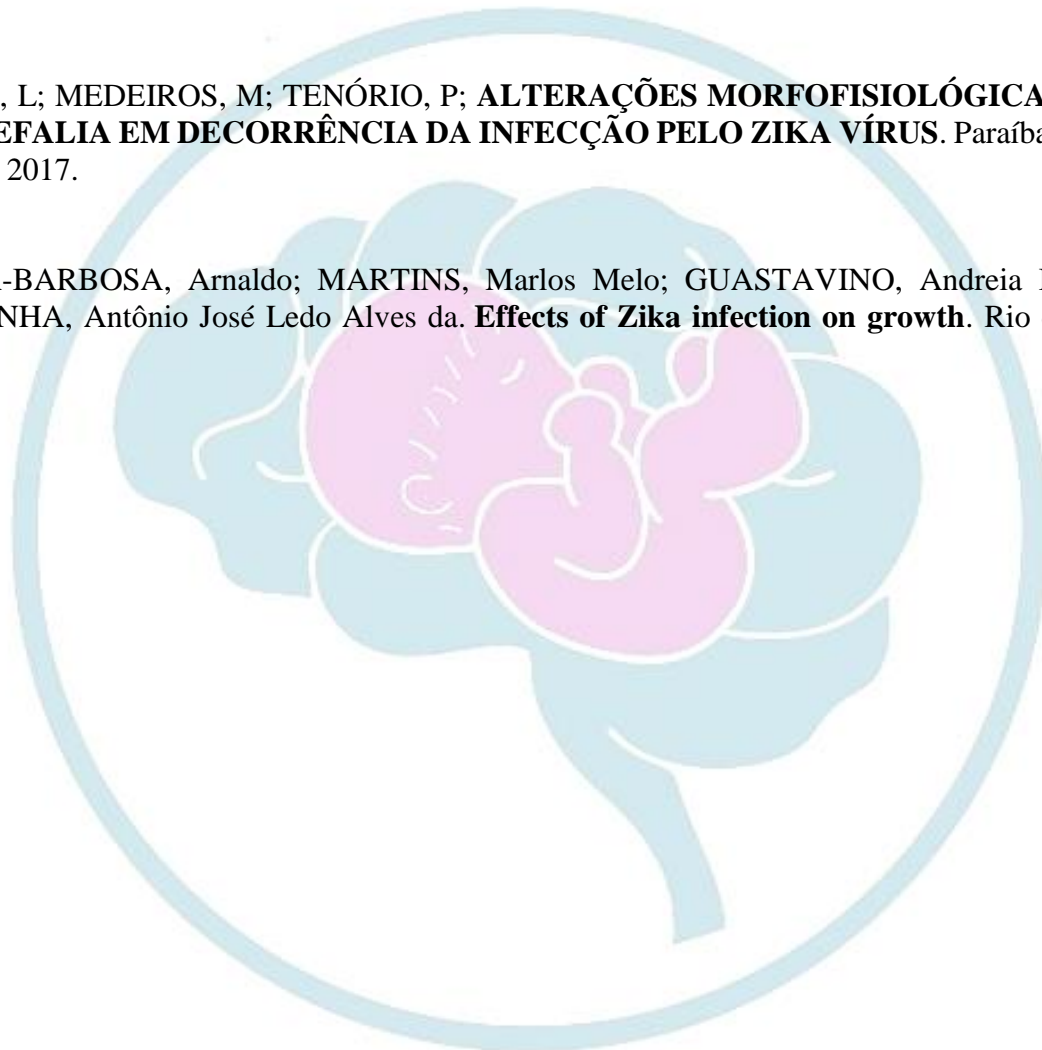 , L; MEDEIROS, M; TENÓRIO, P; ALTERAÇÕES MORFOFISIOLÓGICA
EFALIA EM DECORRÊNCIA DA INFECÇÃO PELO ZIKA VÍRUS. Paraíba
2017.
-BARBOSA, Arnaldo; MARTINS, Marlos Melo; GUASTAVINO, Andreia
NHA, Antônio José Ledo Alves da. Effects of Zika infection on growth. Rio